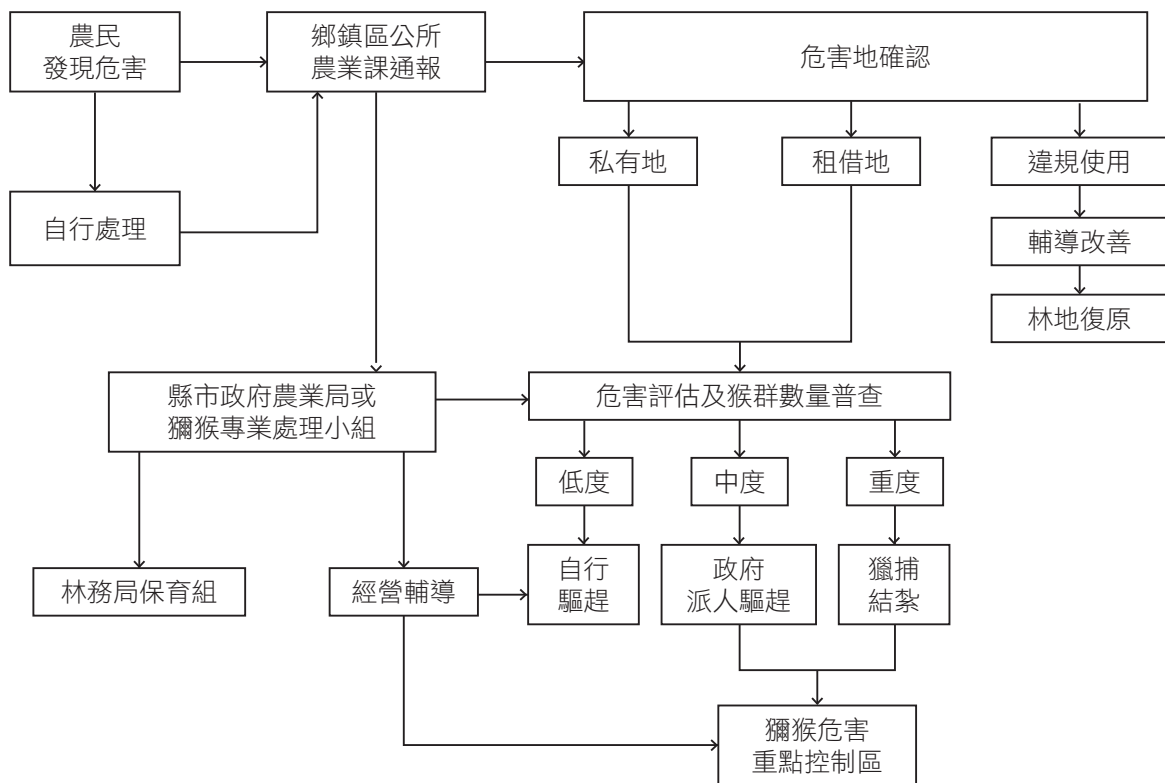 農民
發現危害
鄉鎮區公所
農業課通報
危害地確認
私有地
租借地
違規使用
自行處理
輔導改善
林地復原
縣市政府農業局或
獼猴專業處理小組
危害評估及猴群數量普查
低度
中度
重度
林務局保育組
經營輔導
自行
驅趕
政府
派人驅趕
獵捕
結紮
獼猴危害
重點控制區